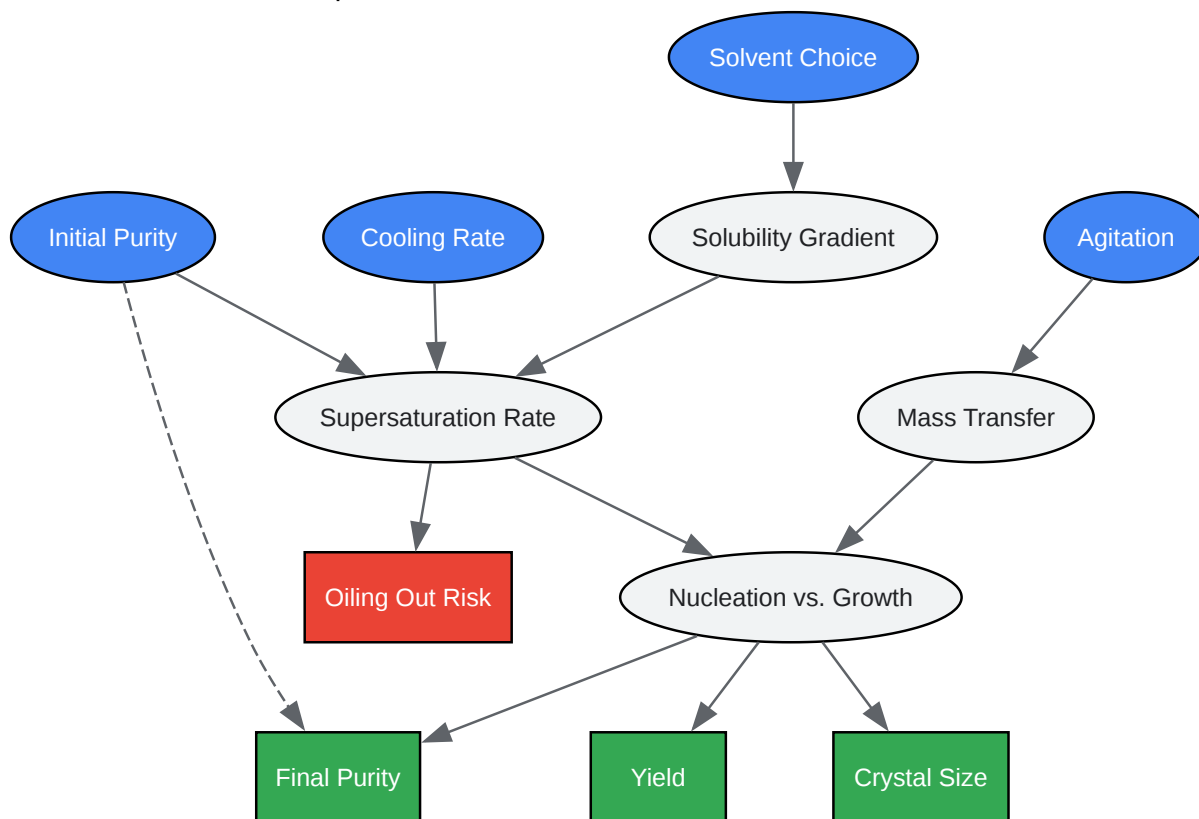 Solvent Choice
Initial Purity
Cooling Rate
Solubility Gradient
Agitation
Supersaturation Rate
Mass Transfer
Oiling Out Risk
Nucleation vs. Growth
Final Purity
Yield
Crystal Size